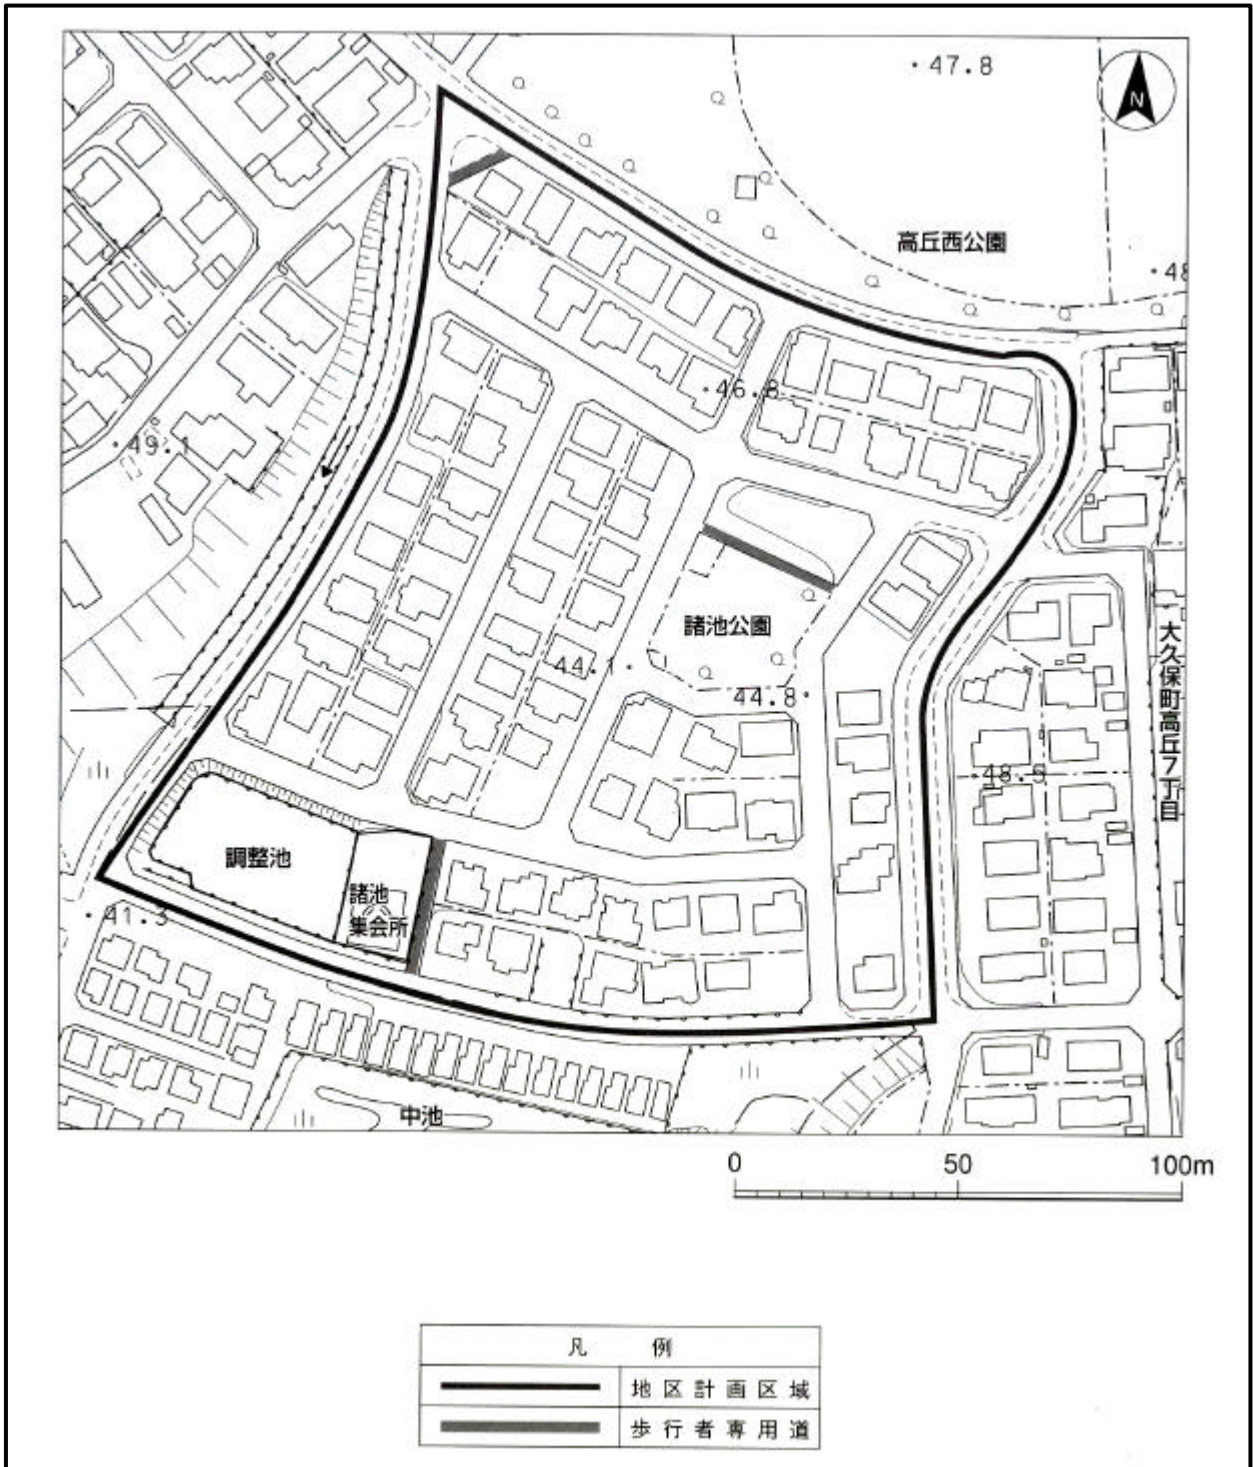 ・47.8
N
高丘西公園
・48
・46.8
・49.1
諸池公園
44.1・
44.8・
大久保町高丘7丁目
・48.5
調整池
諸池
集会所
・41.3
中池
0 50 100m
凡 例
地区計画区域
歩行者専用道